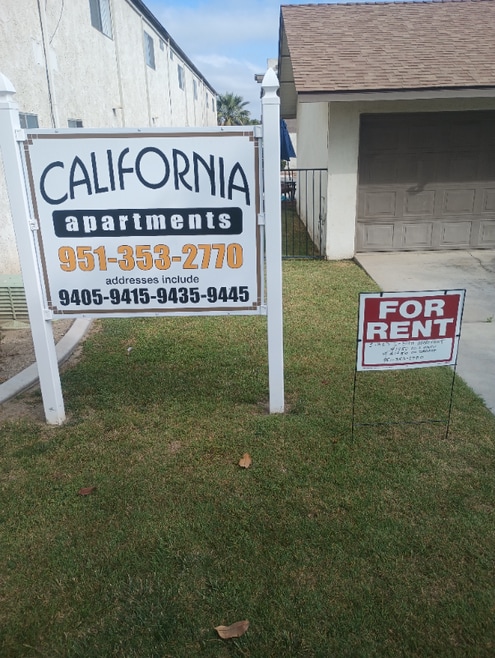 CALIFORNIA
apartments
951-353-2770
addresses include
9405-9415-9435-9445
FOR
RENT